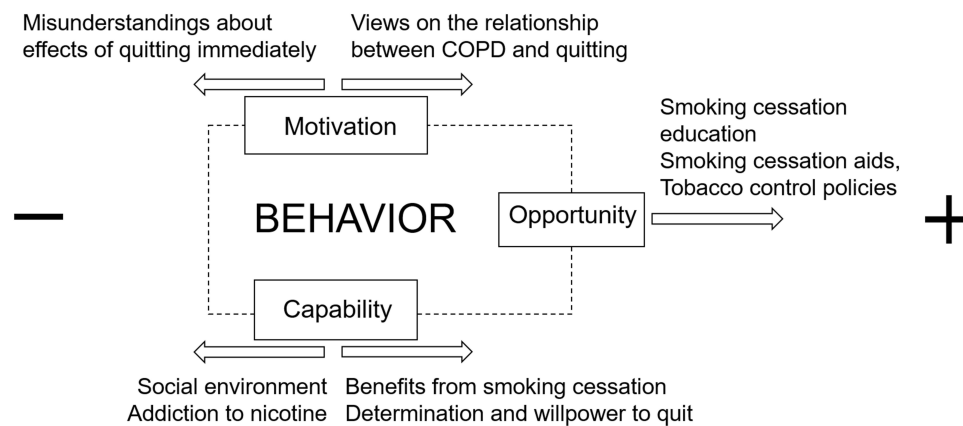 Misunderstandings about
effects of quitting immediately
Views on the relationship
between COPD and quitting
Motivation
Smoking cessation
education
Smoking cessation aids,
Tobacco control policies
−
BEHAVIOR
Opportunity
+
Capability
Social environment
Addiction to nicotine
Benefits from smoking cessation
Determination and willpower to quit